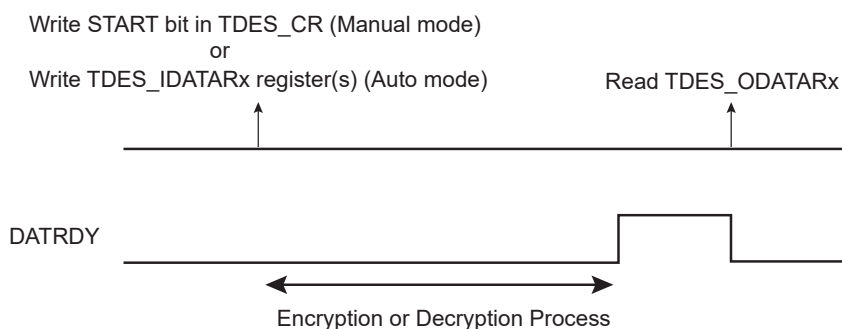 Write START bit in TDES_CR (Manual mode)
or
Write TDES_IDATARx register(s) (Auto mode)
Read TDES_ODATARx
DATRDY
Encryption or Decryption Process